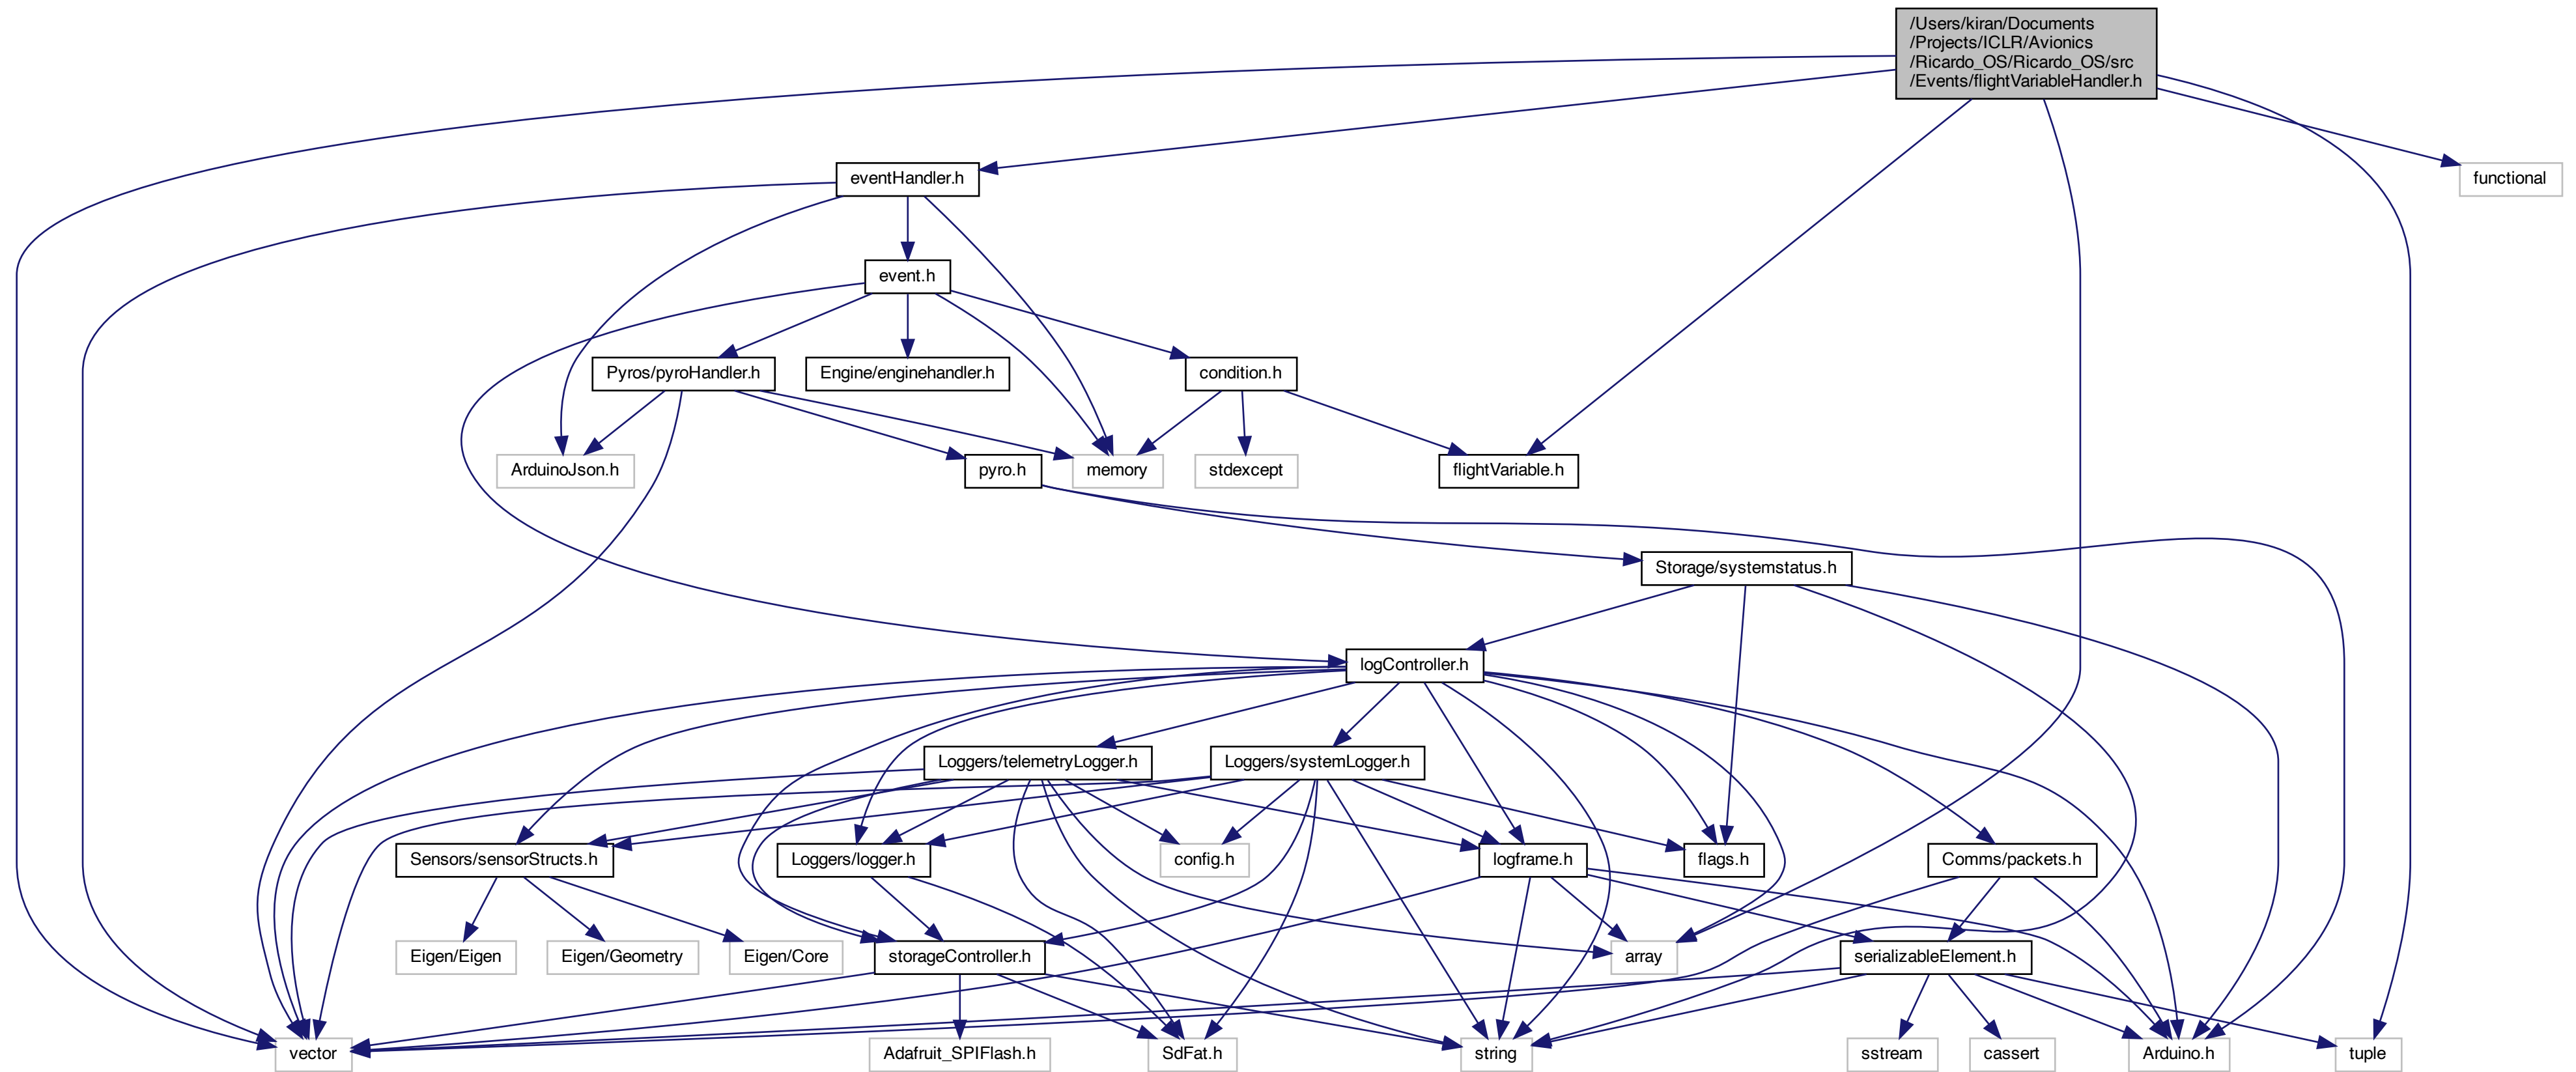 /Users/kiran/Documents
/Projects/ICLR/Avionics
/Ricardo_OS/Ricardo_OS/src
/Events/flightVariableHandler.h
eventHandler.h
functional
event.h
Pyros/pyroHandler.h
Engine/enginehandler.h
condition.h
ArduinoJson.h
pyro.h
memory
stdexcept
flightVariable.h
Storage/systemstatus.h
logController.h
Loggers/telemetryLogger.h
Loggers/systemLogger.h
Sensors/sensorStructs.h
Loggers/logger.h
config.h
logframe.h
flags.h
Comms/packets.h
Eigen/Eigen
Eigen/Geometry
Eigen/Core
storageController.h
array
serializableElement.h
vector
Adafruit_SPIFlash.h
SdFat.h
string
sstream
cassert
Arduino.h
tuple